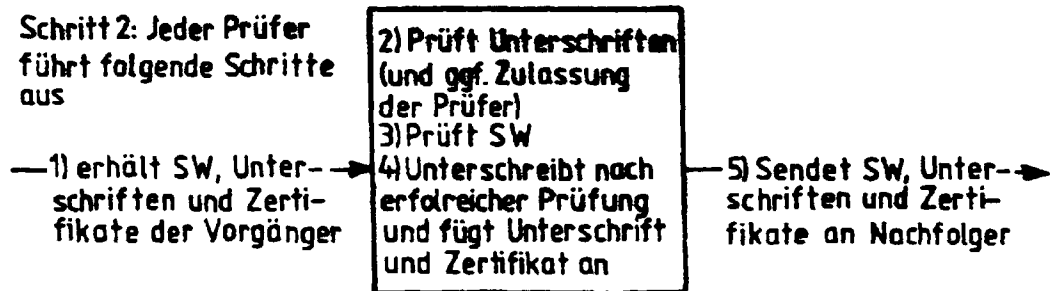 Schritt 2: Jeder Prüfer
führt folgende Schritte
aus
1) erhält SW, Unter-
schriften und Zerti-
fikate der Vorgänger
2) Prüft Unterschriften
(und ggf. Zulassung
der Prüfer)
3) Prüft SW
4) Unterschreibt nach
erfolreicher Prüfung
und fügt Unterschrift
und Zertifikat an
5) Sendet SW, Unter-
schriften und Zerti-
fikate an Nachfolger